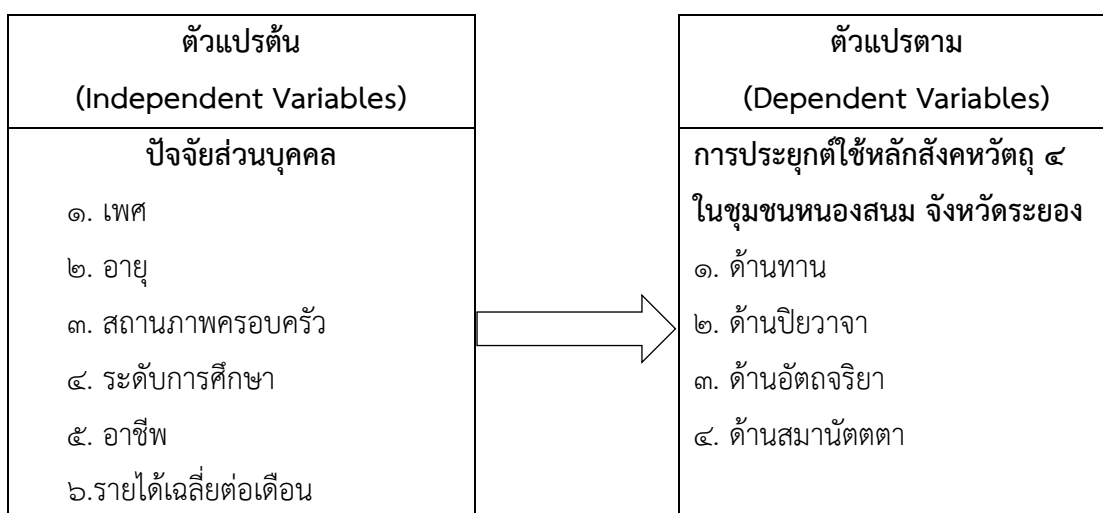 ตัวแปรต้น
(Independent Variables)
ปัจจัยส่วนบุคคล
๑. เพศ
๒. อายุ
๓. สถานภาพครอบครัว
๔. ระดับการศึกษา
๕. อาชีพ
๖.รายได้เฉลี่ยต่อเดือน
ตัวแปรตาม
(Dependent Variables)
การประยุกต์ใช้หลักสังคหวัตถุ ๔
ในชุมชนหนองสนม จังหวัดระยอง
๑. ด้านทาน
๒. ด้านปิยวาจา
๓. ด้านอัตถจริยา
๔. ด้านสมานัตตตา